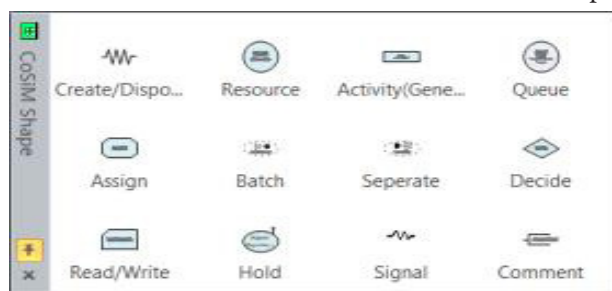 CoSiM Shape
Create/Dispo... Resource Activity(Gene... Queue
Assign Batch Seperate Decide
Read/Write Hold Signal Comment